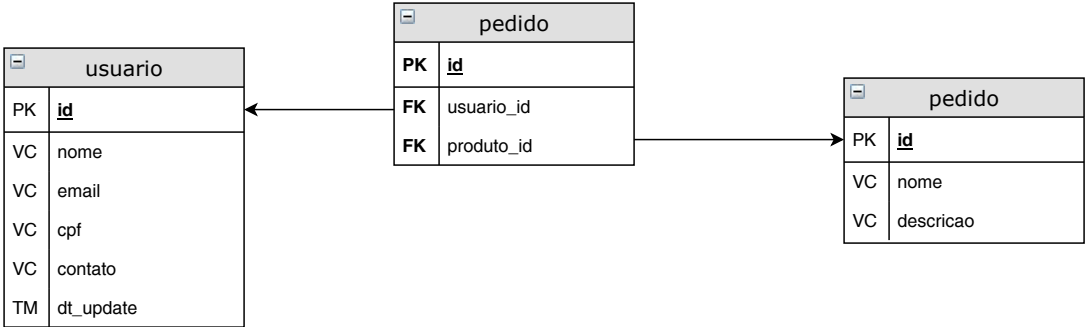 usuario
PK id
VC nome
VC email
VC cpf
VC contato
TM dt_update
pedido
PK id
FK usuario_id
FK produto_id
pedido
PK id
VC nome
VC descricao